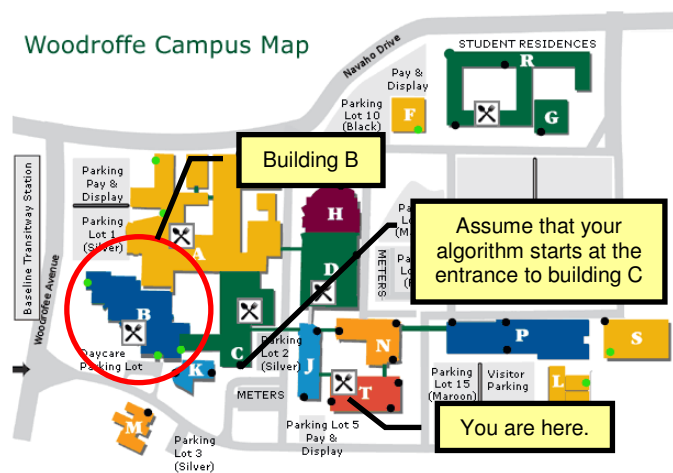 Woodroffe Campus Map
Navaho Drive
STUDENT RESIDENCES
R
Pay &
Display
Parking
Lot 10
(Black)
F
G
Building B
Baseline Transitway Station
Parking
Pay &
Display
Parking
Lot 1
(Silver)
A
H
D
METERS
Assume that your
algorithm starts at the
entrance to building C
Woodroffe Avenue
B
C
Daycare
Parking Lot
K
Parking
Lot 2
(Silver)
J
N
P
S
METERS
T
Parking
Lot 15
(Maroon)
Visitor
Parking
L
M
Parking
Lot 3
(Silver)
Parking Lot 5
Pay &
Display
You are here.